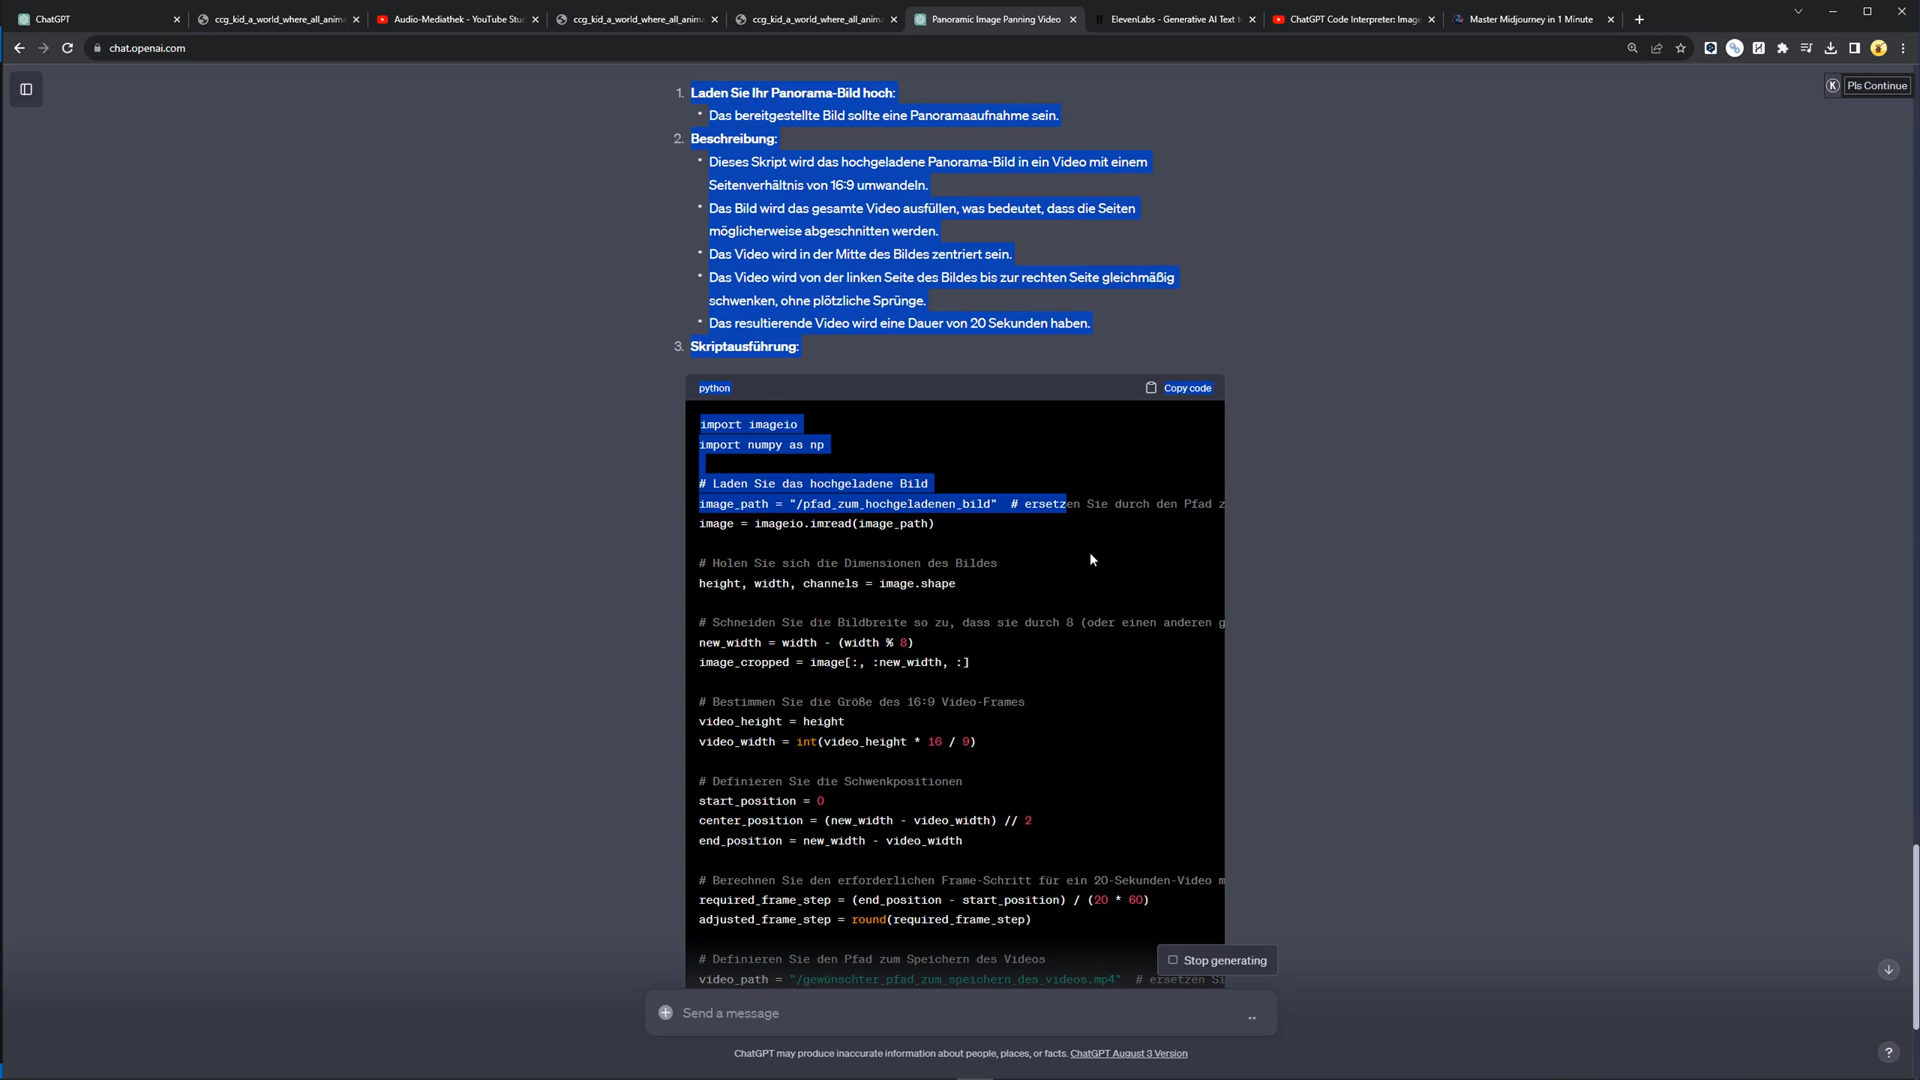 ChatGPT
ccg_kid_a_world_where_all_anima
Audio-Mediathek - YouTube Stu
ccg_kid_a_world_where_all_anima
ccg_kid_a_world_where_all_anima
Panoramic Image Panning Video
ElevenLabs - Generative AI Text t
ChatGPT Code Interpreter: Imag
Master Midjourney in 1 Minute
chat.openai.com
Pls Continue
1. Laden Sie Ihr Panorama-Bild hoch:
• Das bereitgestellte Bild sollte eine Panoramaaufnahme sein.
2. Beschreibung:
• Dieses Skript wird das hochgeladene Panorama-Bild in ein Video mit einem
Seitenverhältnis von 16:9 umwandeln.
• Das Bild wird das gesamte Video ausfüllen, was bedeutet, dass die Seiten
möglicherweise abgeschnitten werden.
• Das Video wird in der Mitte des Bildes zentriert sein.
• Das Video wird von der linken Seite des Bildes bis zur rechten Seite gleichmäßig
schwenken, ohne plötzliche Sprünge.
• Das resultierende Video wird eine Dauer von 20 Sekunden haben.
3. Skriptausführung:
python
Copy code
import imageio
import numpy as np
# Laden Sie das hochgeladene Bild
image_path = "/pfad_zum_hochgeladenen_bild"  # ersetzen Sie durch den Pfad z
image = imageio.imread(image_path)
# Holen Sie sich die Dimensionen des Bildes
height, width, channels = image.shape
# Schneiden Sie die Bildbreite so zu, dass sie durch 8 (oder einen anderen g
new_width = width - (width % 8)
image_cropped = image[:, :new_width, :]
# Bestimmen Sie die Größe des 16:9 Video-Frames
video_height = height
video_width = int(video_height * 16 / 9)
# Definieren Sie die Schwenkpositionen
start_position = 0
center_position = (new_width - video_width) // 2
end_position = new_width - video_width
# Berechnen Sie den erforderlichen Frame-Schritt für ein 20-Sekunden-Video m
required_frame_step = (end_position - start_position) / (20 * 60)
adjusted_frame_step = round(required_frame_step)
# Definieren Sie den Pfad zum Speichern des Videos
video_path = "/gewünschter_pfad_zum_speichern_des_videos.mp4"  # ersetzen Si
Stop generating
Send a message
ChatGPT may produce inaccurate information about people, places, or facts. ChatGPT August 3 Version
?